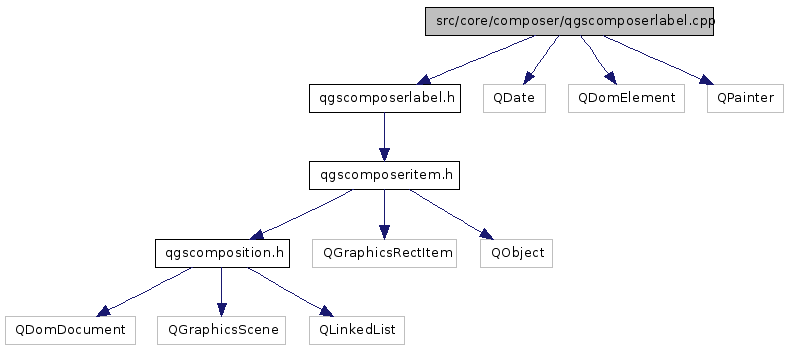 src/core/composer/qgscomposerlabel.cpp
qgscomposerlabel.h
QDate
QDomElement
QPainter
qgscomposeritem.h
qgscomposition.h
QGraphicsRectItem
QObject
QDomDocument
QGraphicsScene
QLinkedList